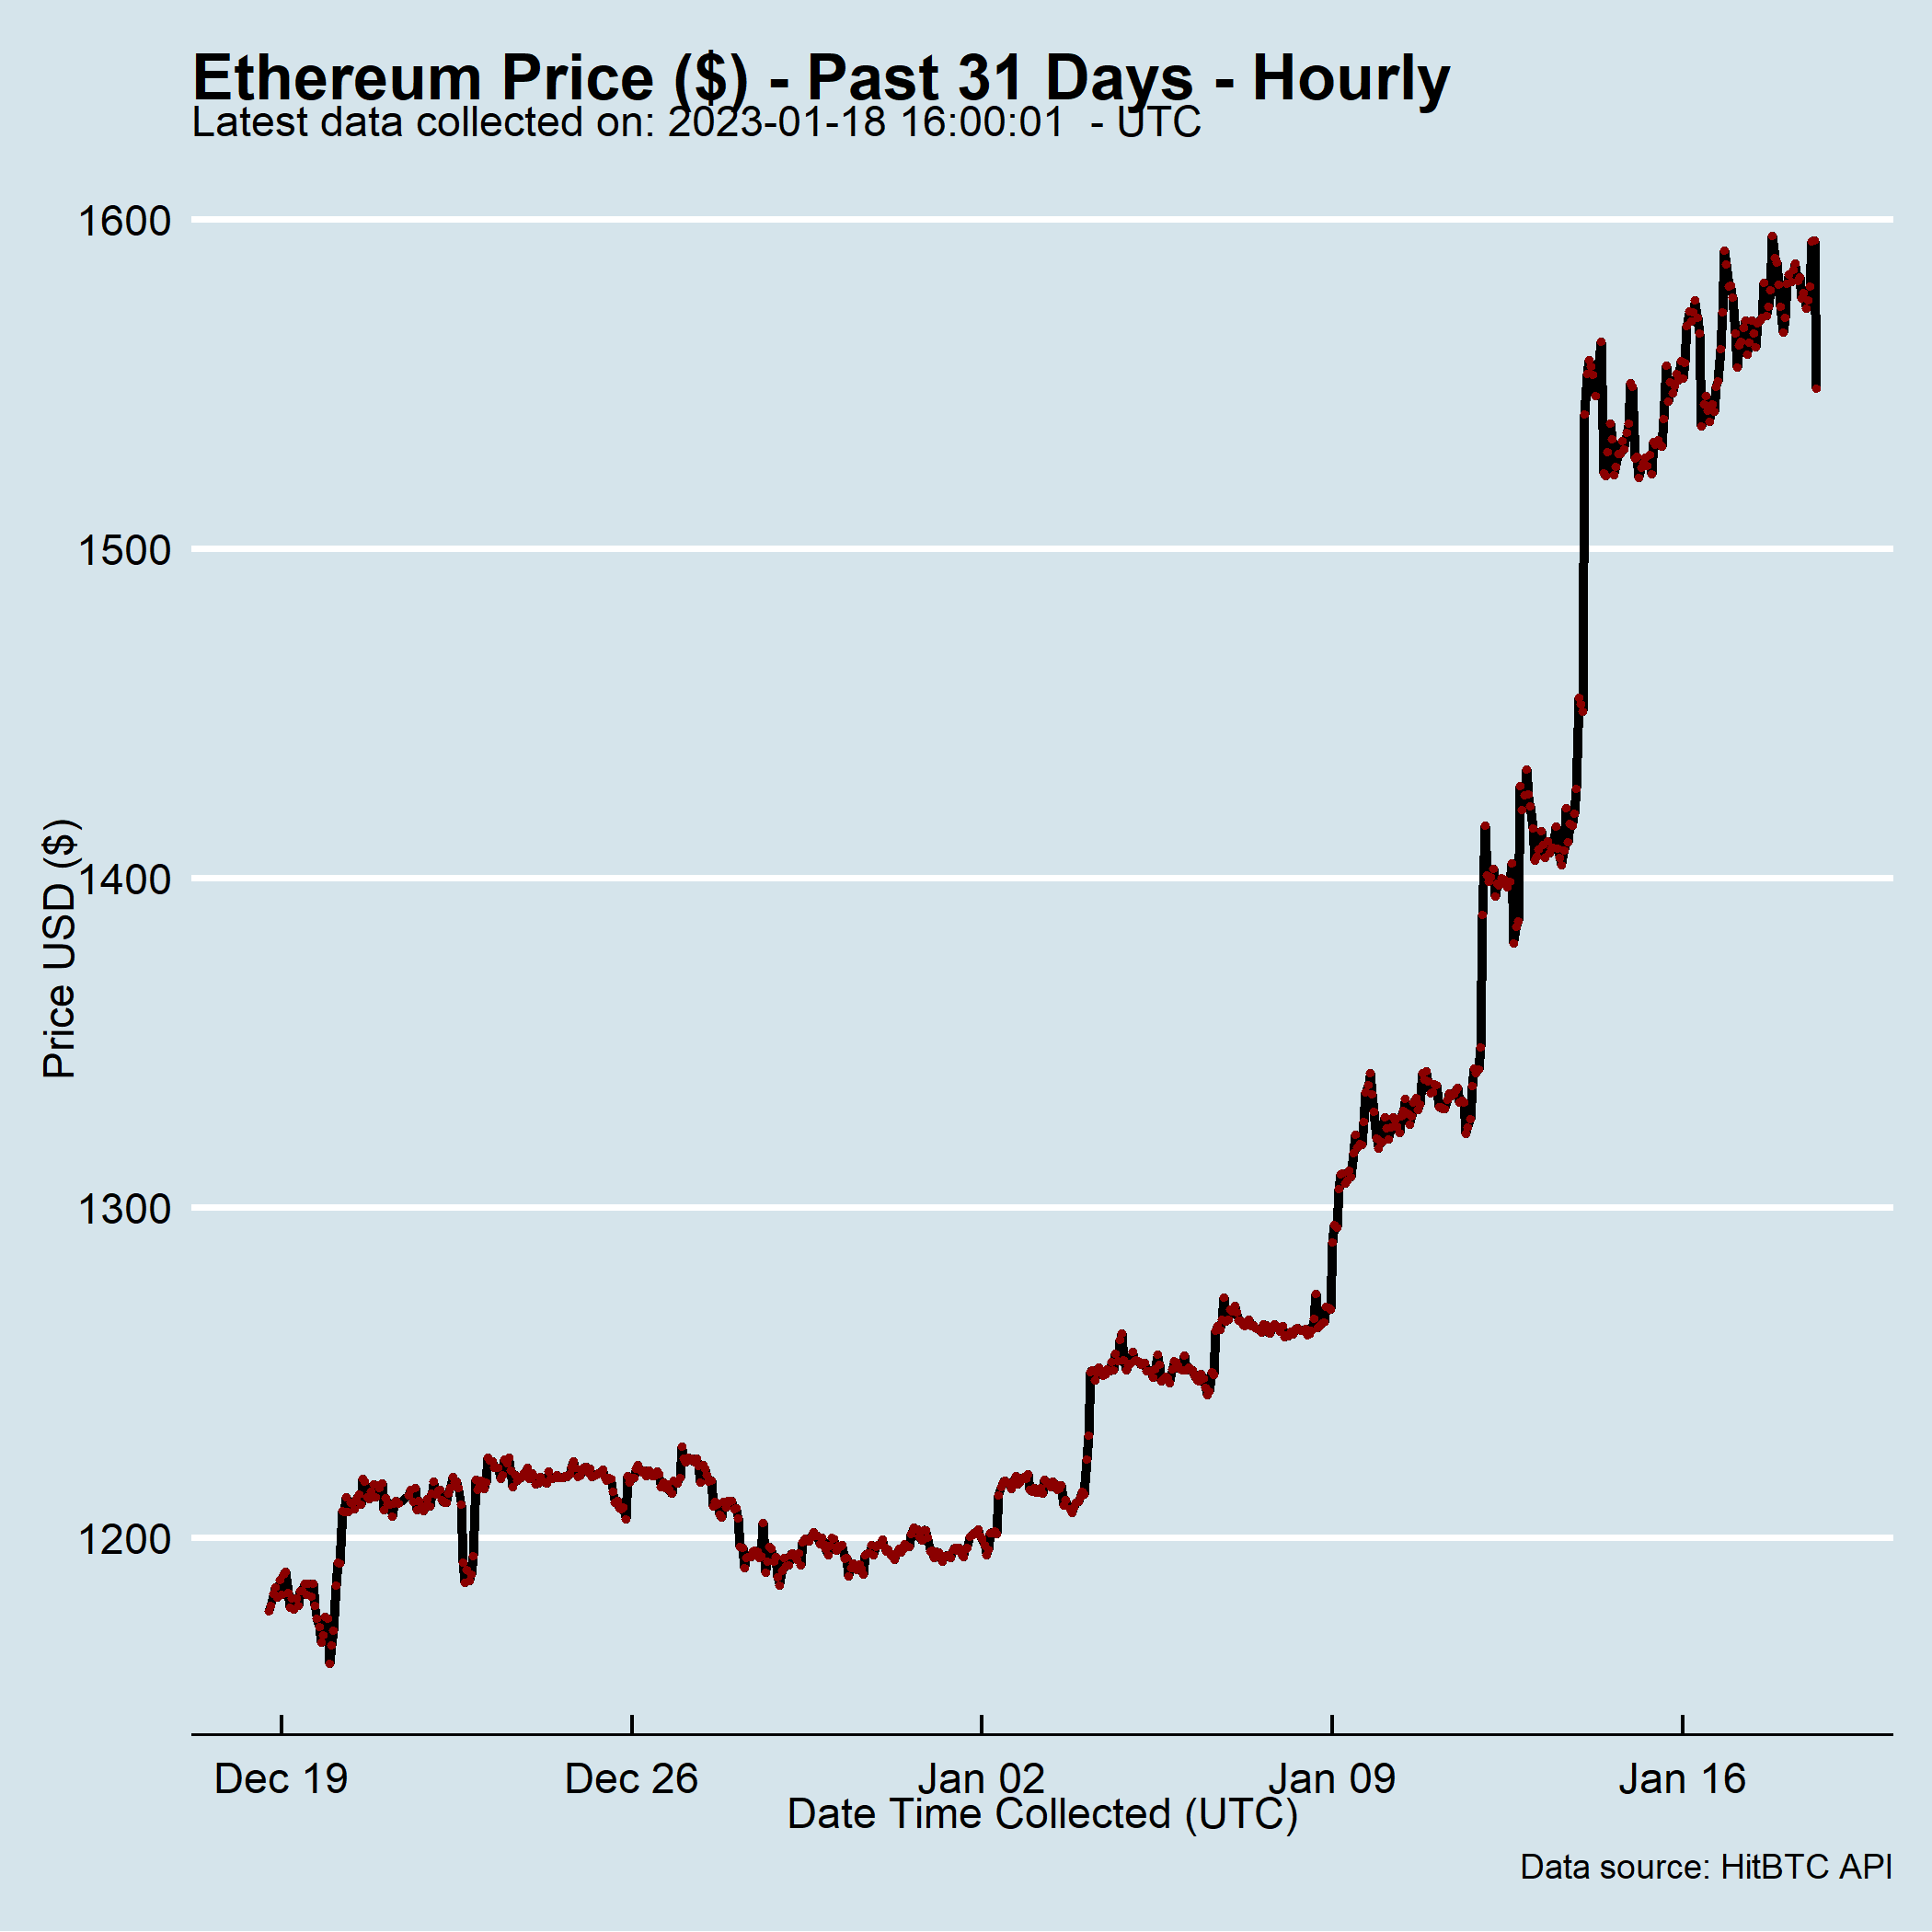 Ethereum Price ($) - Past 31 Days - Hourly
Latest data collected on: 2023-01-18 16:00:01  - UTC
1600
1500
1400
1300
1200
Price USD ($)
Dec 19
Dec 26
Jan 02
Jan 09
Jan 16
Date Time Collected (UTC)
Data source: HitBTC API